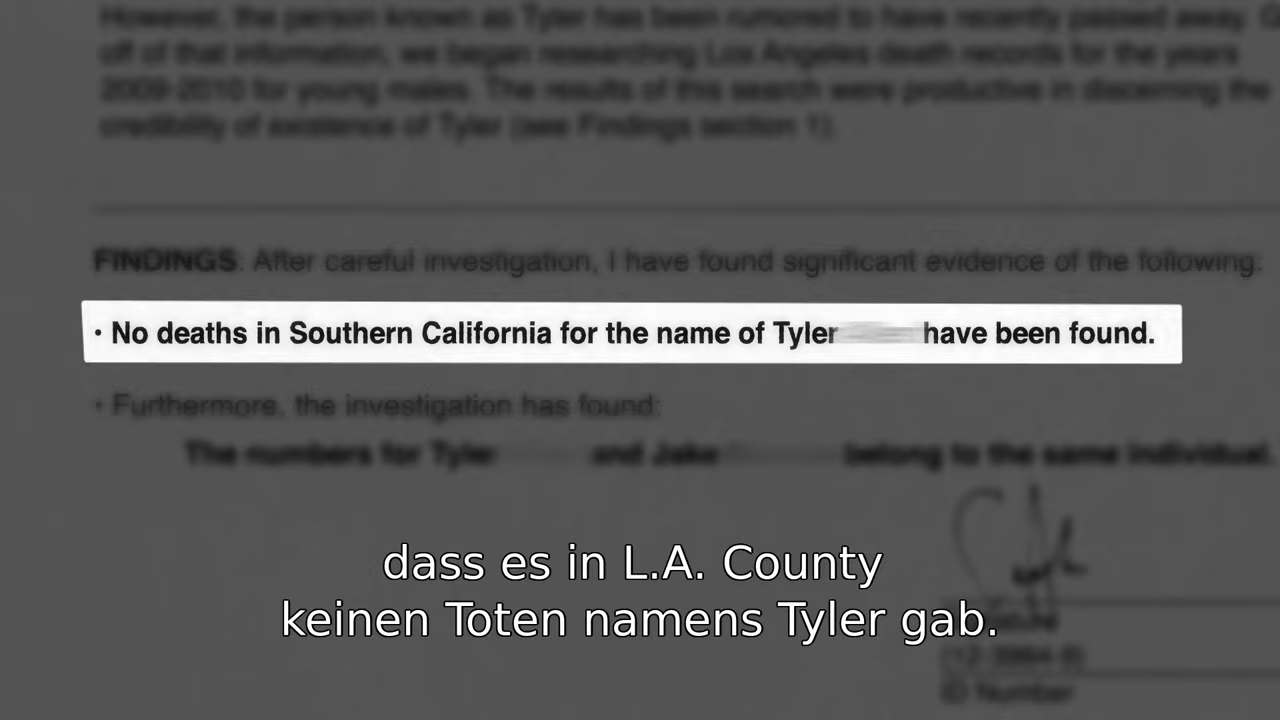 However, the person known as Tyler has been rumored to have recently passed away. G
off of that information, we began researching Los Angeles death records for the years
2009-2010 for young males. The results of this search were productive in discerning the
credibility of existence of Tyler (see Findings section 1).
FINDINGS: After careful investigation, I have found significant evidence of the following:
• No deaths in Southern California for the name of Tyler have been found.
• Furthermore, the investigation has found:
The numbers for Tyler and Jake belong to the same individual.
dass es in L.A. County
keinen Toten namens Tyler gab.
ID Number